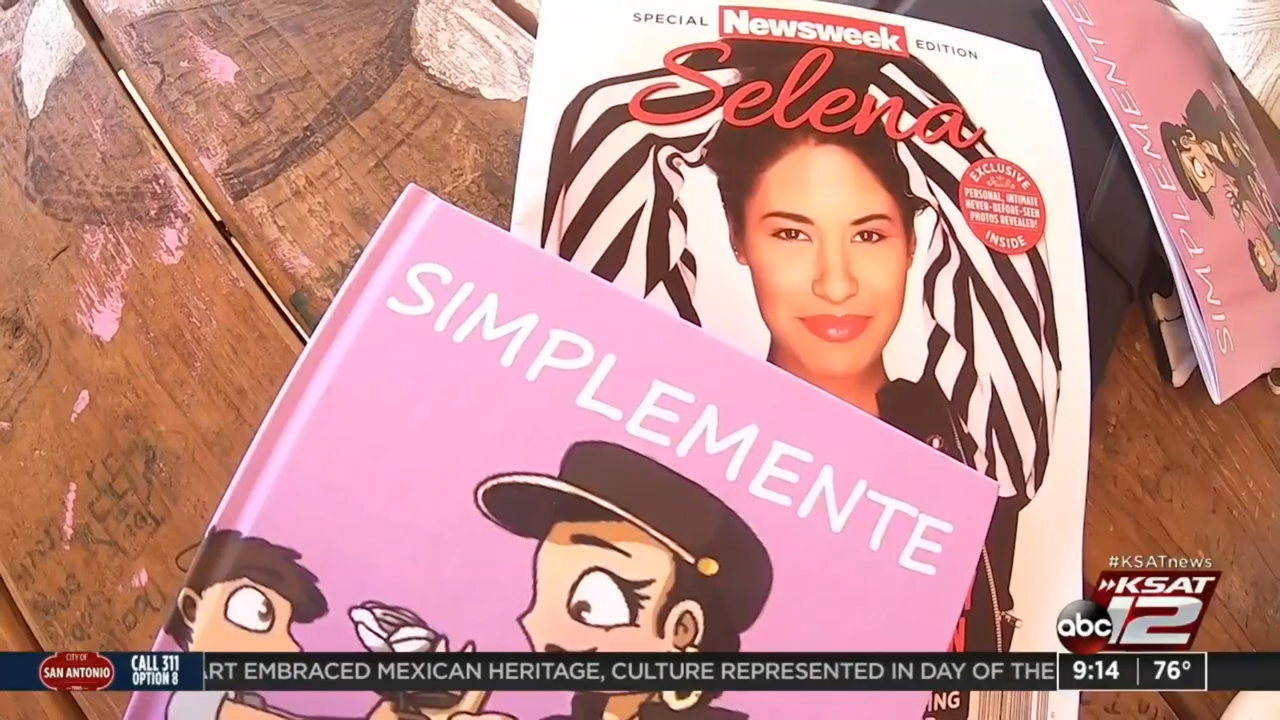 SPECIAL Newsweek EDITION
Selena
EXCLUSIVE
PERSONAL, INTIMATE
NEVER-BEFORE-SEEN
PHOTOS REVEALED!
INSIDE
SIMPLEMENTE
SIMPLEMENTE
#KSATnews
KSAT
abc 12
CITY OF
SAN ANTONIO
CALL 311
OPTION 8
ART EMBRACED MEXICAN HERITAGE, CULTURE REPRESENTED IN DAY OF THE
9:14 76°
ING